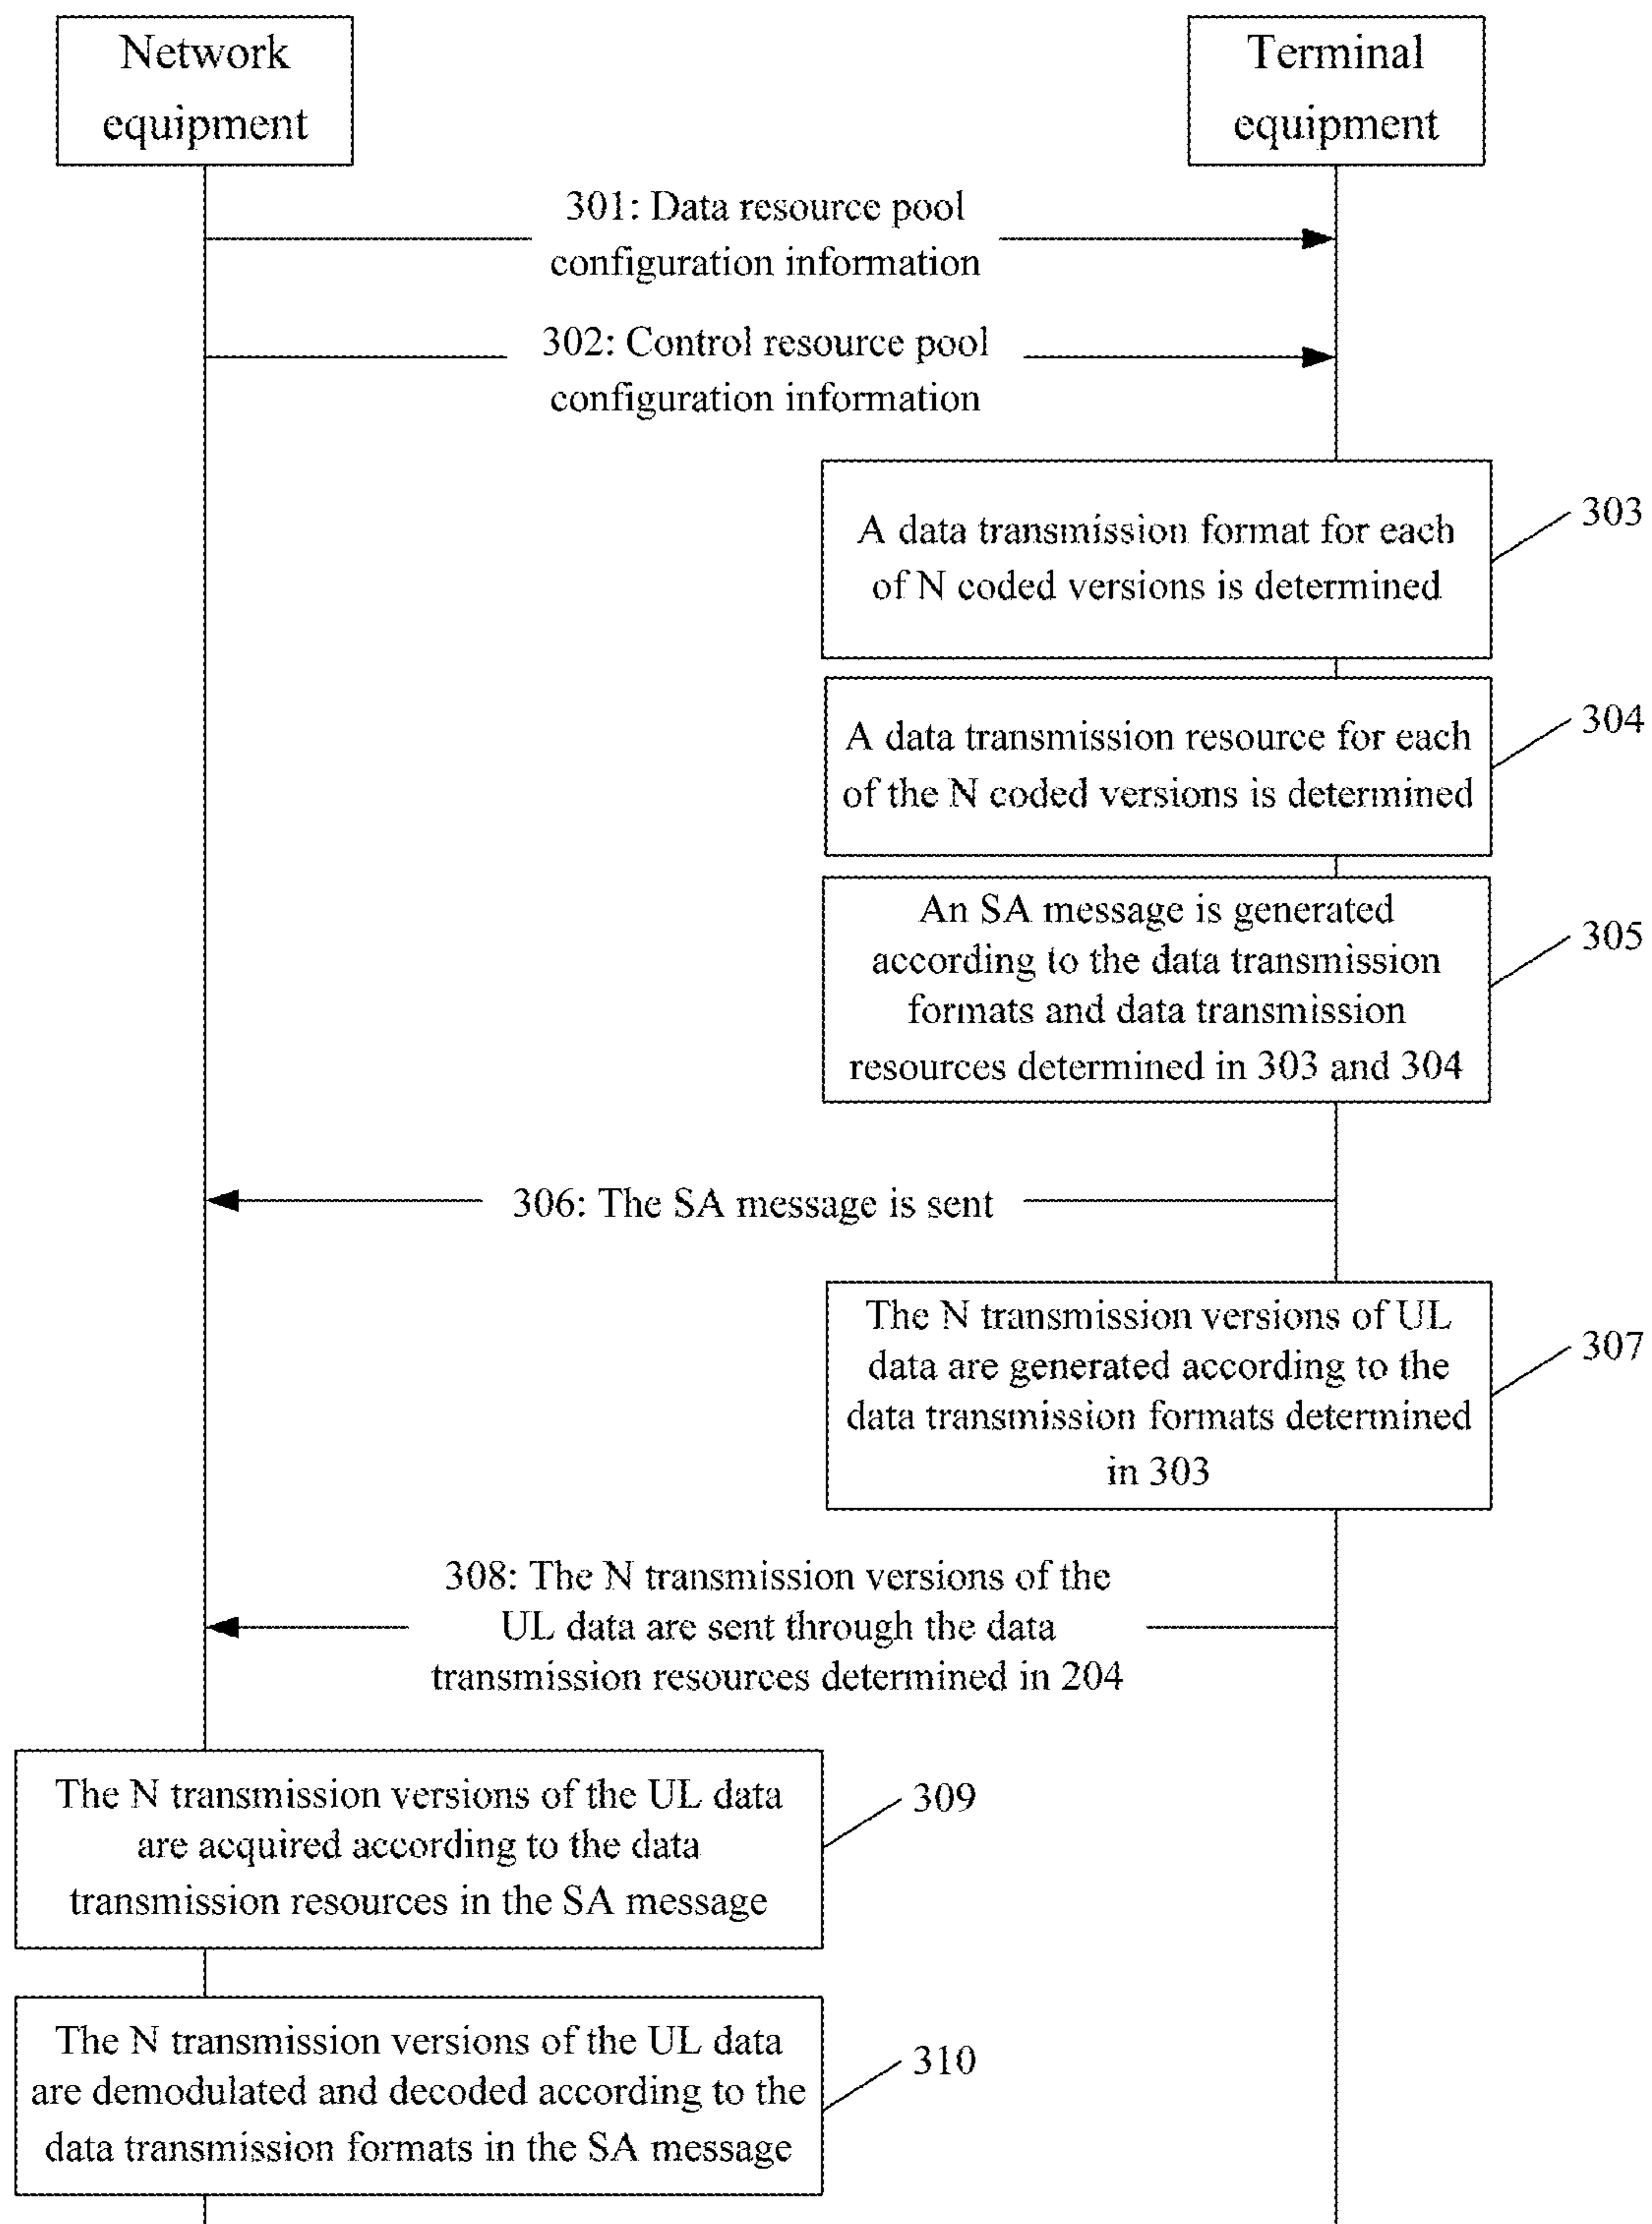 Network
equipment
Terminal
equipment
301: Data resource pool
configuration information
302: Control resource pool
configuration information
A data transmission format for each
of N coded versions is determined
303
A data transmission resource for each
of the N coded versions is determined
304
An SA message is generated
according to the data transmission
formats and data transmission
resources determined in 303 and 304
305
306: The SA message is sent
The N transmission versions of UL
data are generated according to the
data transmission formats determined
in 303
307
308: The N transmission versions of the
UL data are sent through the data
transmission resources determined in 204
The N transmission versions of the UL data
are acquired according to the data
transmission resources in the SA message
309
The N transmission versions of the UL data
are demodulated and decoded according to the
data transmission formats in the SA message
310